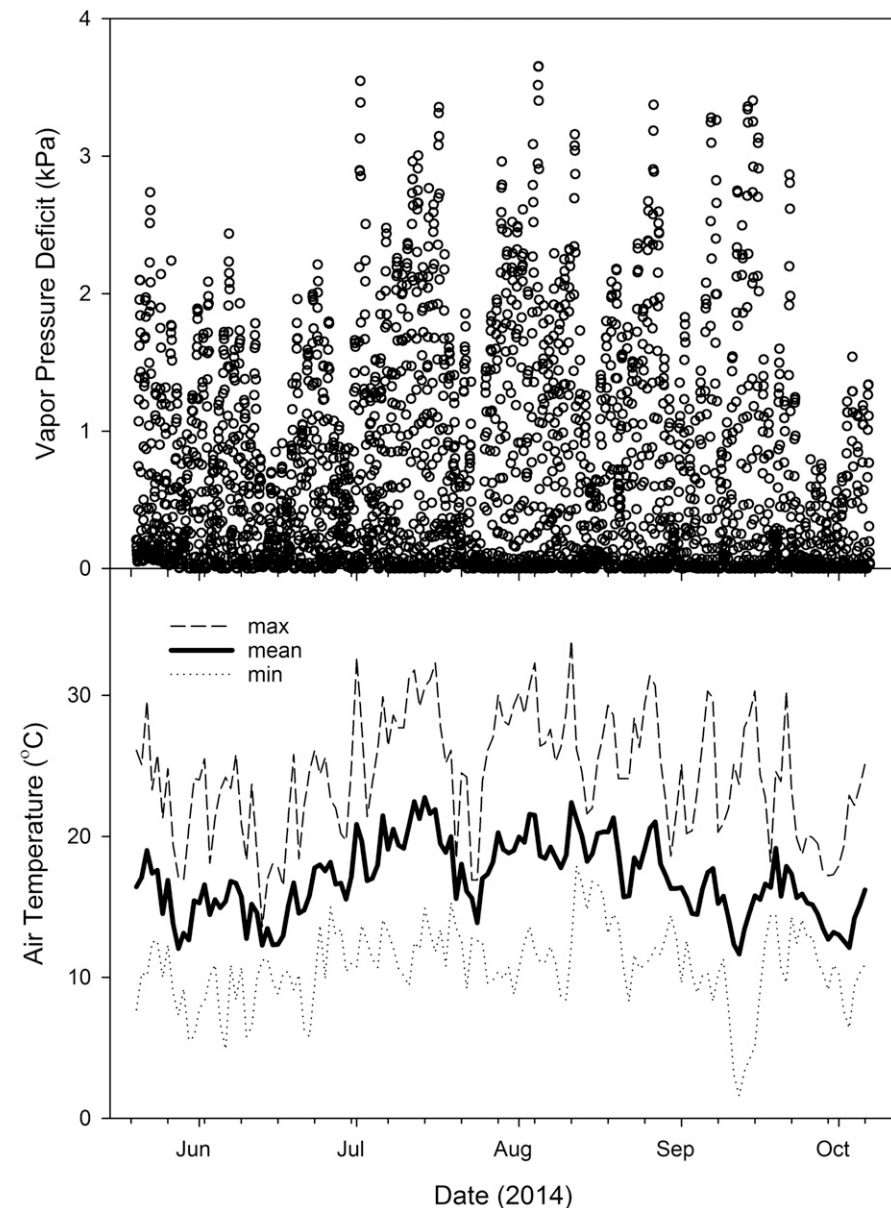 4
3
2
1
0
Vapor Pressure Deficit (kPa)
max
mean
min
30
20
10
0
Air Temperature (°C)
Jun Jul Aug Sep Oct
Date (2014)